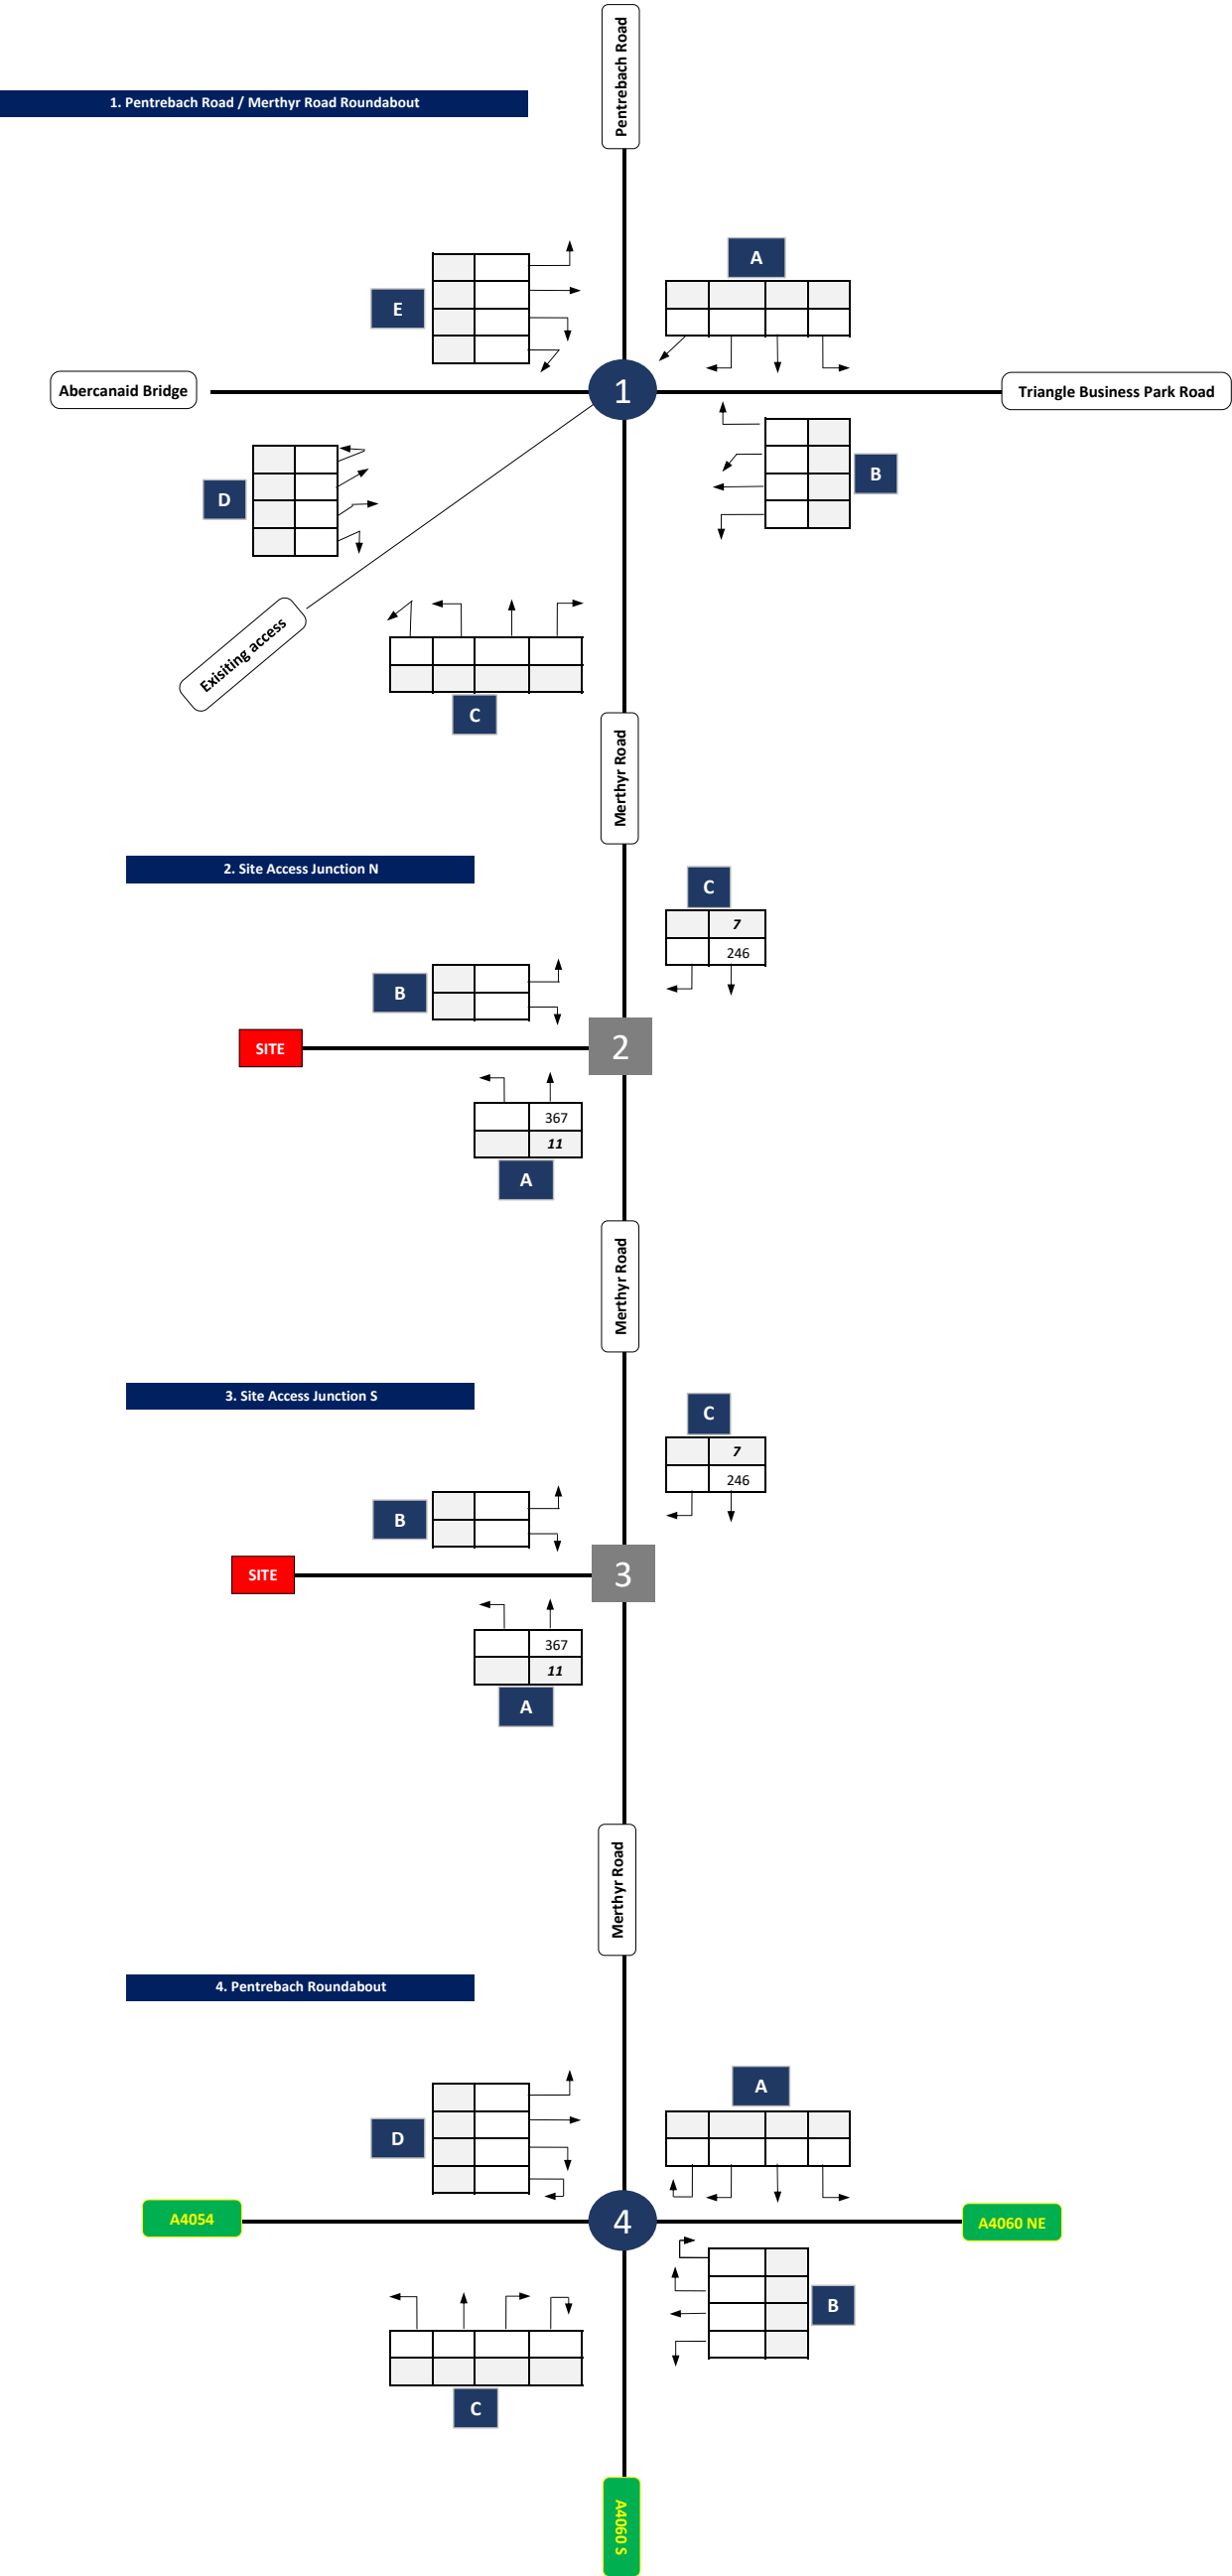 Pentrebach Road
1. Pentrebach Road / Merthyr Road Roundabout
A
E
Abercanaid Bridge
1
Triangle Business Park Road
B
D
Exisiting access
C
Merthyr Road
2. Site Access Junction N
C
7
246
B
SITE
2
367
11
A
Merthyr Road
3. Site Access Junction S
C
7
246
B
SITE
3
367
11
A
Merthyr Road
4. Pentrebach Roundabout
A
D
A4054
4
A4060 NE
B
C
A4060 S